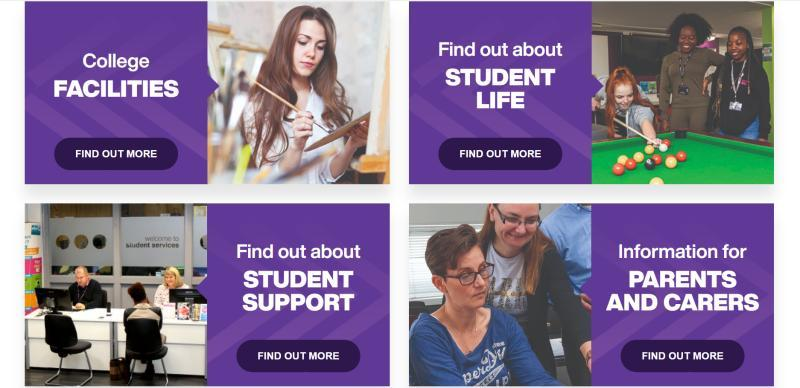 College
FACILITIES
FIND OUT MORE
Find out about
STUDENT
LIFE
FIND OUT MORE
welcome to
student services
Find out about
STUDENT
SUPPORT
FIND OUT MORE
Information for
PARENTS
AND CARERS
FIND OUT MORE